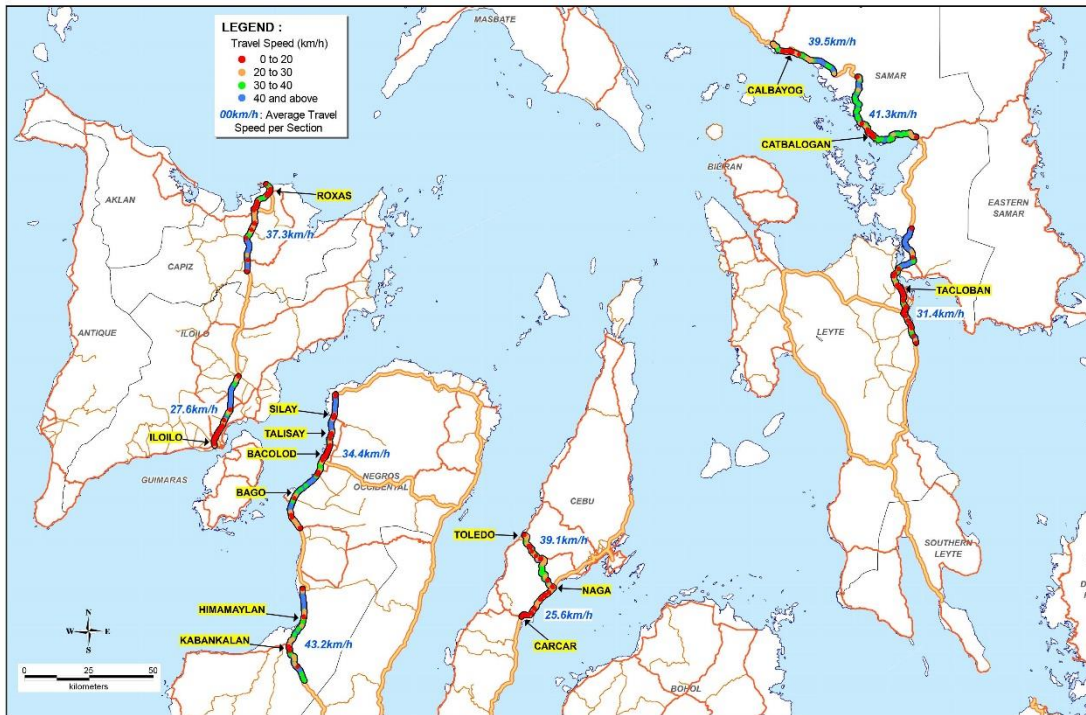 LEGEND :
Travel Speed (km/h)
0 to 20
20 to 30
30 to 40
40 and above
00km/h : Average Travel
Speed per Section
MASBATE
39.5km/h
CALBAYOG
SAMAR
41.3km/h
CATBALOGAN
BILIRAN
ROXAS
AKLAN
EASTERN
SAMAR
37.3km/h
CAPIZ
TACLOBAN
31.4km/h
ANTIQUE
ILOILO
LEYTE
27.6km/h
SILAY
TALISAY
ILOILO
BACOLOD
34.4km/h
NEGROS
OCCIDENTAL
GUIMARAS
BAGO
CEBU
TOLEDO
39.1km/h
SOUTHERN
LEYTE
NAGA
HIMAMAYLAN
25.6km/h
KABANKALAN
43.2km/h
CARCAR
BOHOL
N
W E
S
0 25 50
kilometers